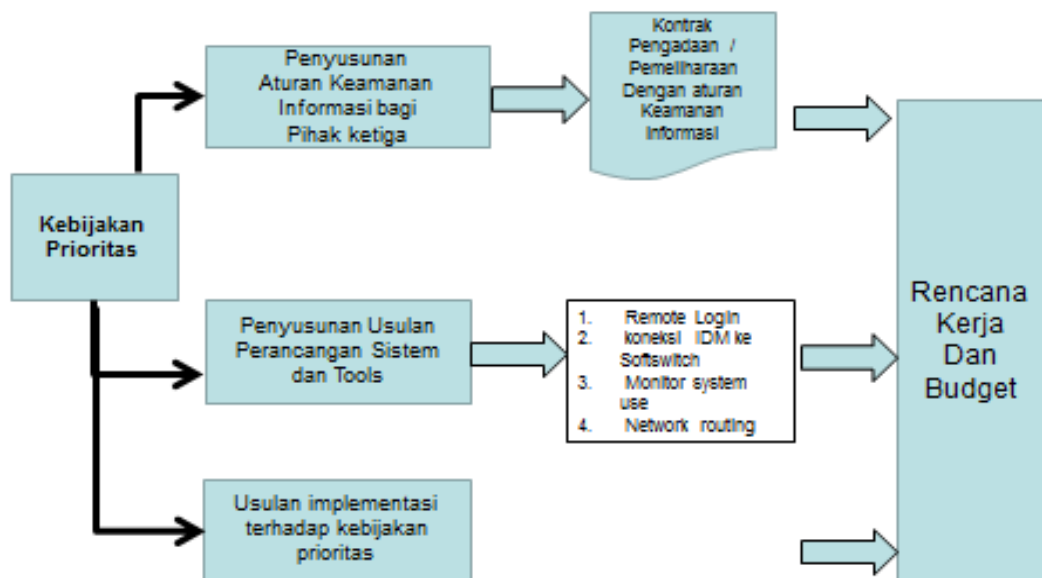 Kebijakan
Prioritas
Penyusunan
Aturan Keamanan
Informasi bagi
Pihak ketiga
Kontrak
Pengadaan /
Pemeliharaan
Dengan aturan
Keamanan
Informasi
Penyusunan Usulan
Perancangan Sistem
dan Tools
1. Remote Login
2. koneksi IDM ke
Softswitch
3. Monitor system
use
4. Network routing
Usulan implementasi
terhadap kebijakan
prioritas
Rencana
Kerja
Dan
Budget